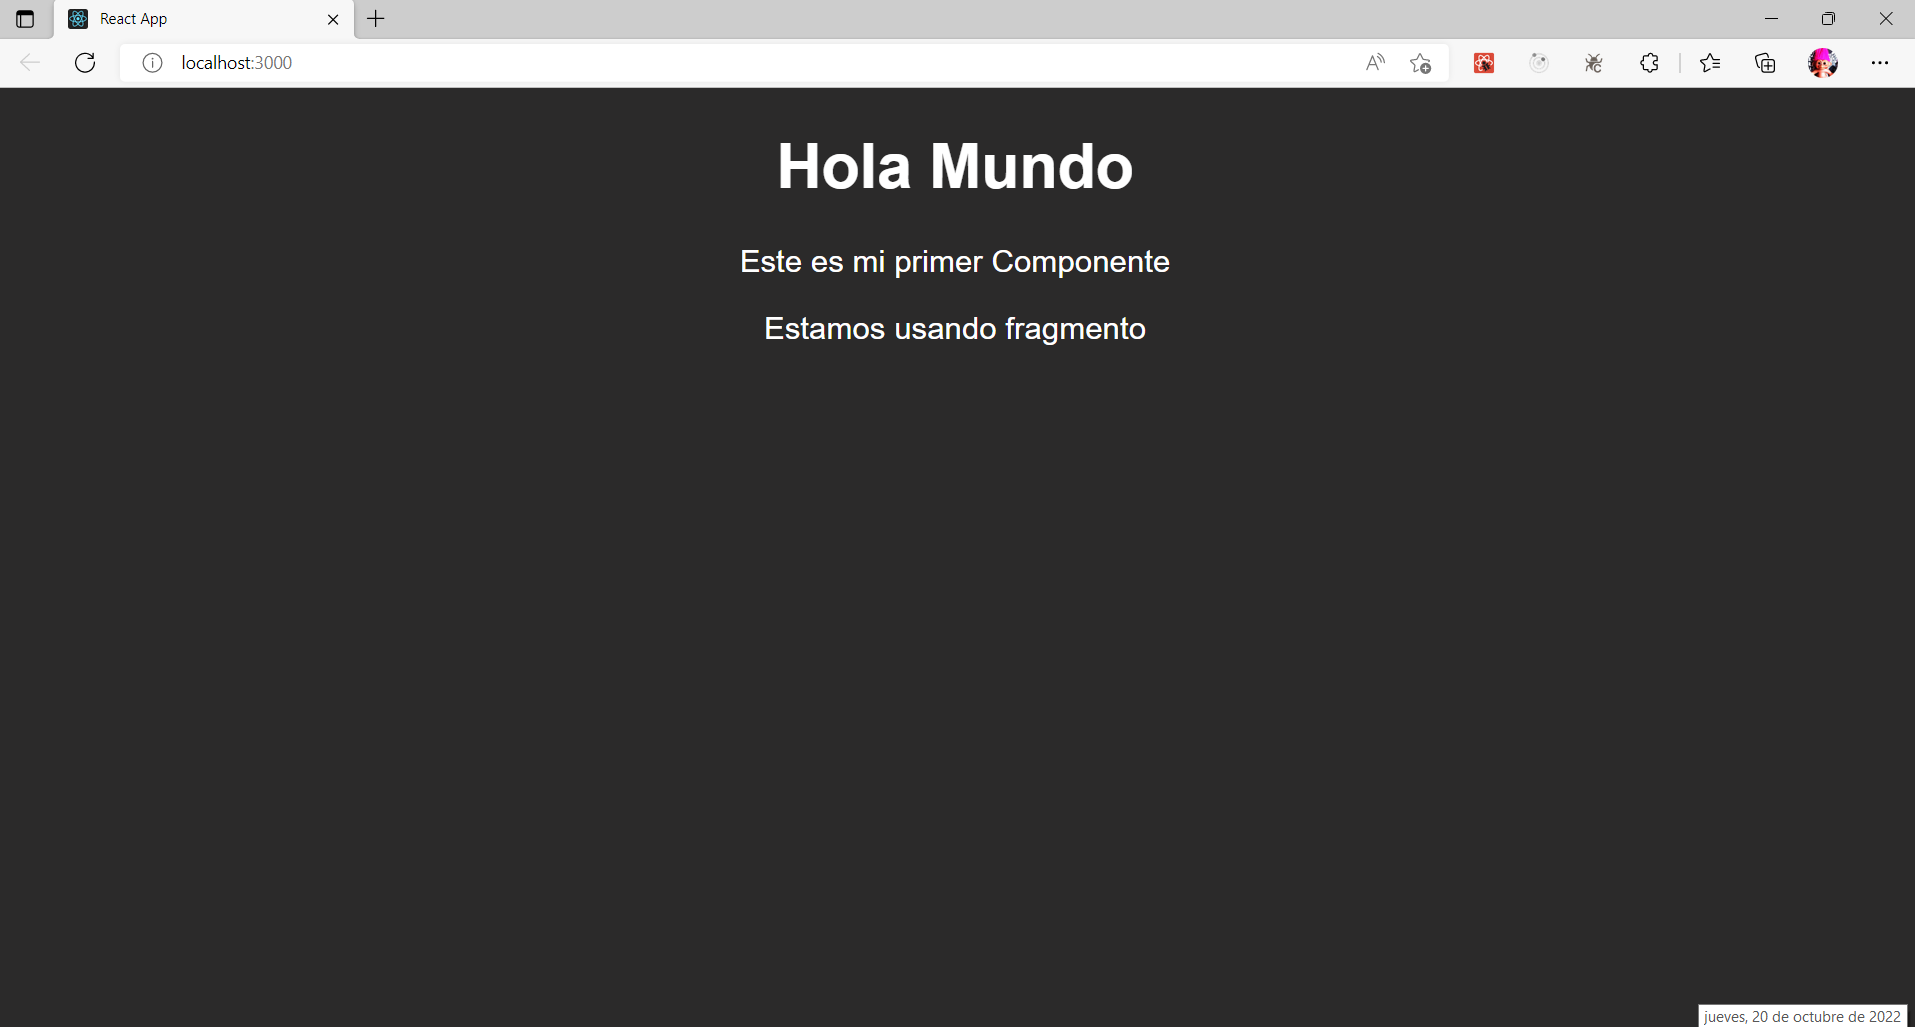 React App
localhost:3000
Hola Mundo
Este es mi primer Componente
Estamos usando fragmento
jueves, 20 de octubre de 2022